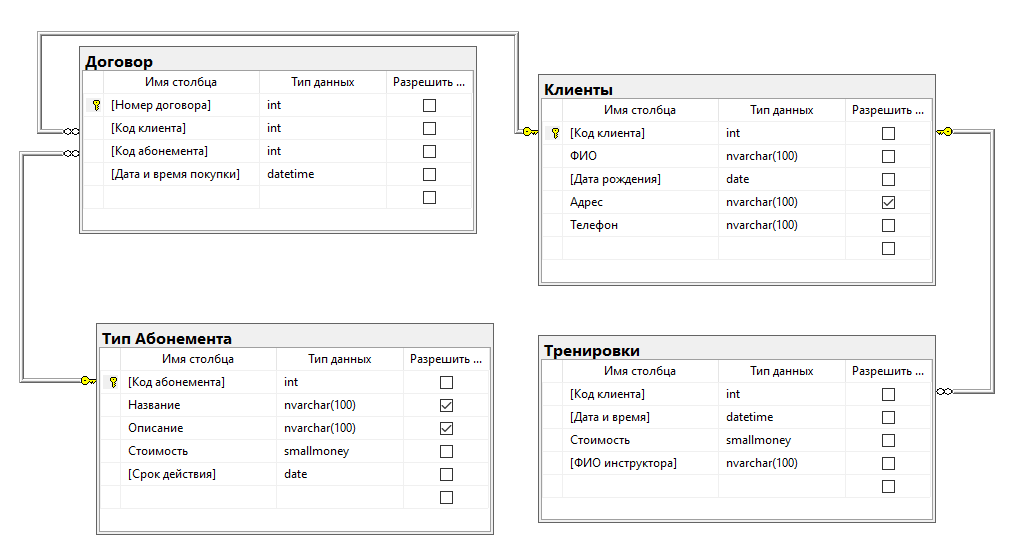 Договор
Имя столбца Тип данных Разрешить ...
[Номер договора] int
[Код клиента] int
[Код абонемента] int
[Дата и время покупки] datetime
Клиенты
Имя столбца Тип данных Разрешить ...
[Код клиента] int
ФИО nvarchar(100)
[Дата рождения] date
Адрес nvarchar(100)
Телефон nvarchar(100)
Тип Абонемента
Имя столбца Тип данных Разрешить ...
[Код абонемента] int
Название nvarchar(100)
Описание nvarchar(100)
Стоимость smallmoney
[Срок действия] date
Тренировки
Имя столбца Тип данных Разрешить ...
[Код клиента] int
[Дата и время] datetime
Стоимость smallmoney
[ФИО инструктора] nvarchar(100)